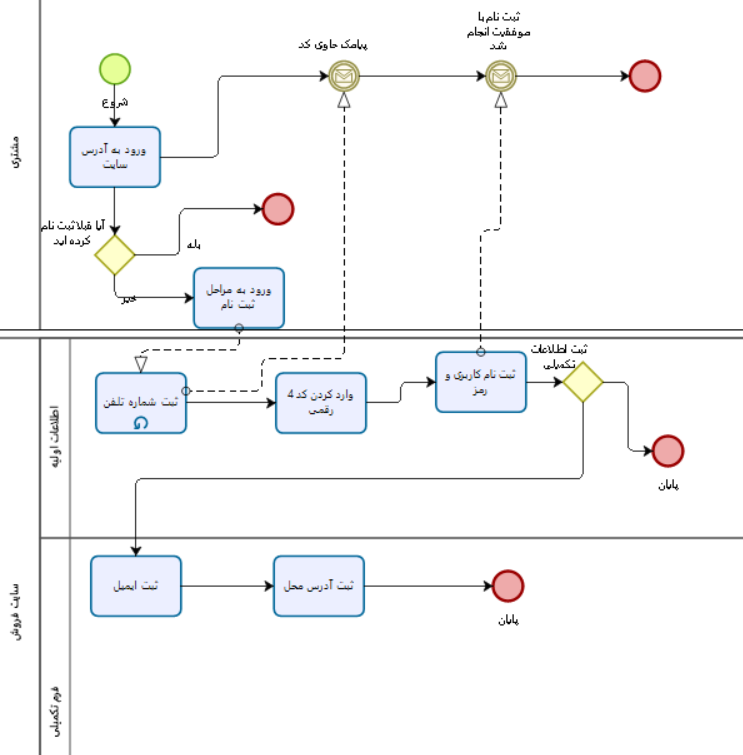 ثبت نام با
موفقیت انجام
شد
پیامک حاوی کد
شروع
مشتری
ورود به آدرس
سایت
آیا قبلا ثبت نام
کرده اید
بله
خیر
ورود به مراحل
ثبت نام
ثبت اطلاعات
تکمیلی
ثبت نام کاربری و
رمز
وارد کردن کد 4
رقمی
ثبت شماره تلفن
اطلاعات اولیه
پایان
ثبت ایمیل
ثبت آدرس محل
پایان
سایت فروش
فرم تکمیلی